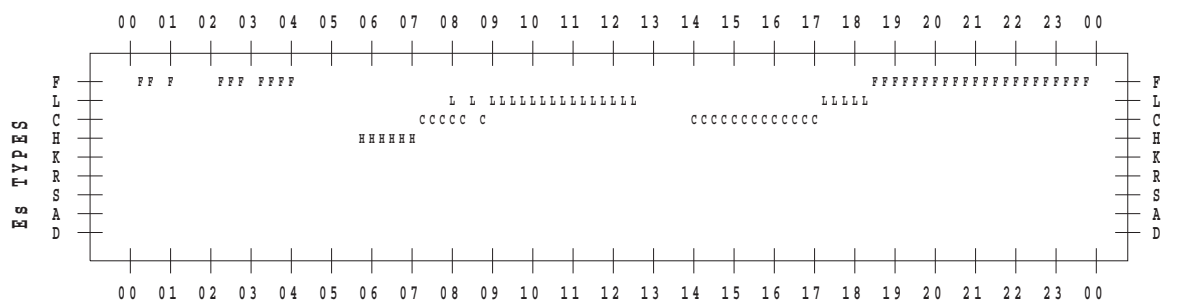 00 01 02 03 04 05 06 07 08 09 10 11 12 13 14 15 16 17 18 19 20 21 22 23 00
Es TYPES
F FF F FFF FFFF FFFFFFFFFFFFFFFFFFFFFF F
L L L LLLLLLLLLLLLLLL LLLLL L
C CCCCC C CCCCCCCCCCCCC C
H HHHHHH H
K K
R R
S S
A A
D D
00 01 02 03 04 05 06 07 08 09 10 11 12 13 14 15 16 17 18 19 20 21 22 23 00